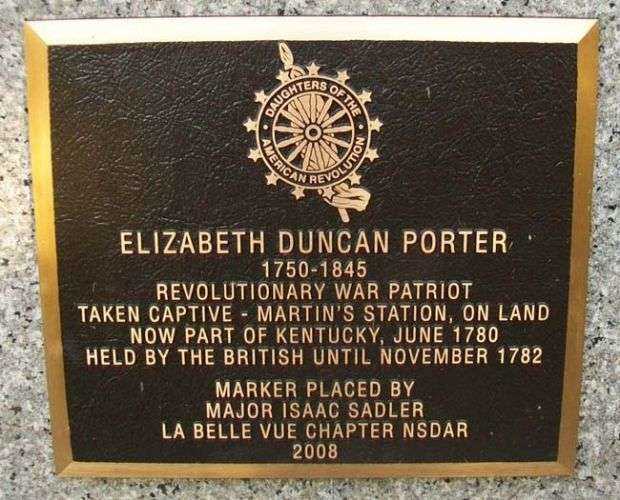 DAUGHTERS OF THE
AMERICAN REVOLUTION
ELIZABETH DUNCAN PORTER
1750-1845
REVOLUTIONARY WAR PATRIOT
TAKEN CAPTIVE - MARTIN'S STATION, ON LAND
NOW PART OF KENTUCKY, JUNE 1780
HELD BY THE BRITISH UNTIL NOVEMBER 1782
MARKER PLACED BY
MAJOR ISAAC SADLER
LA BELLE VUE CHAPTER NSDAR
2008